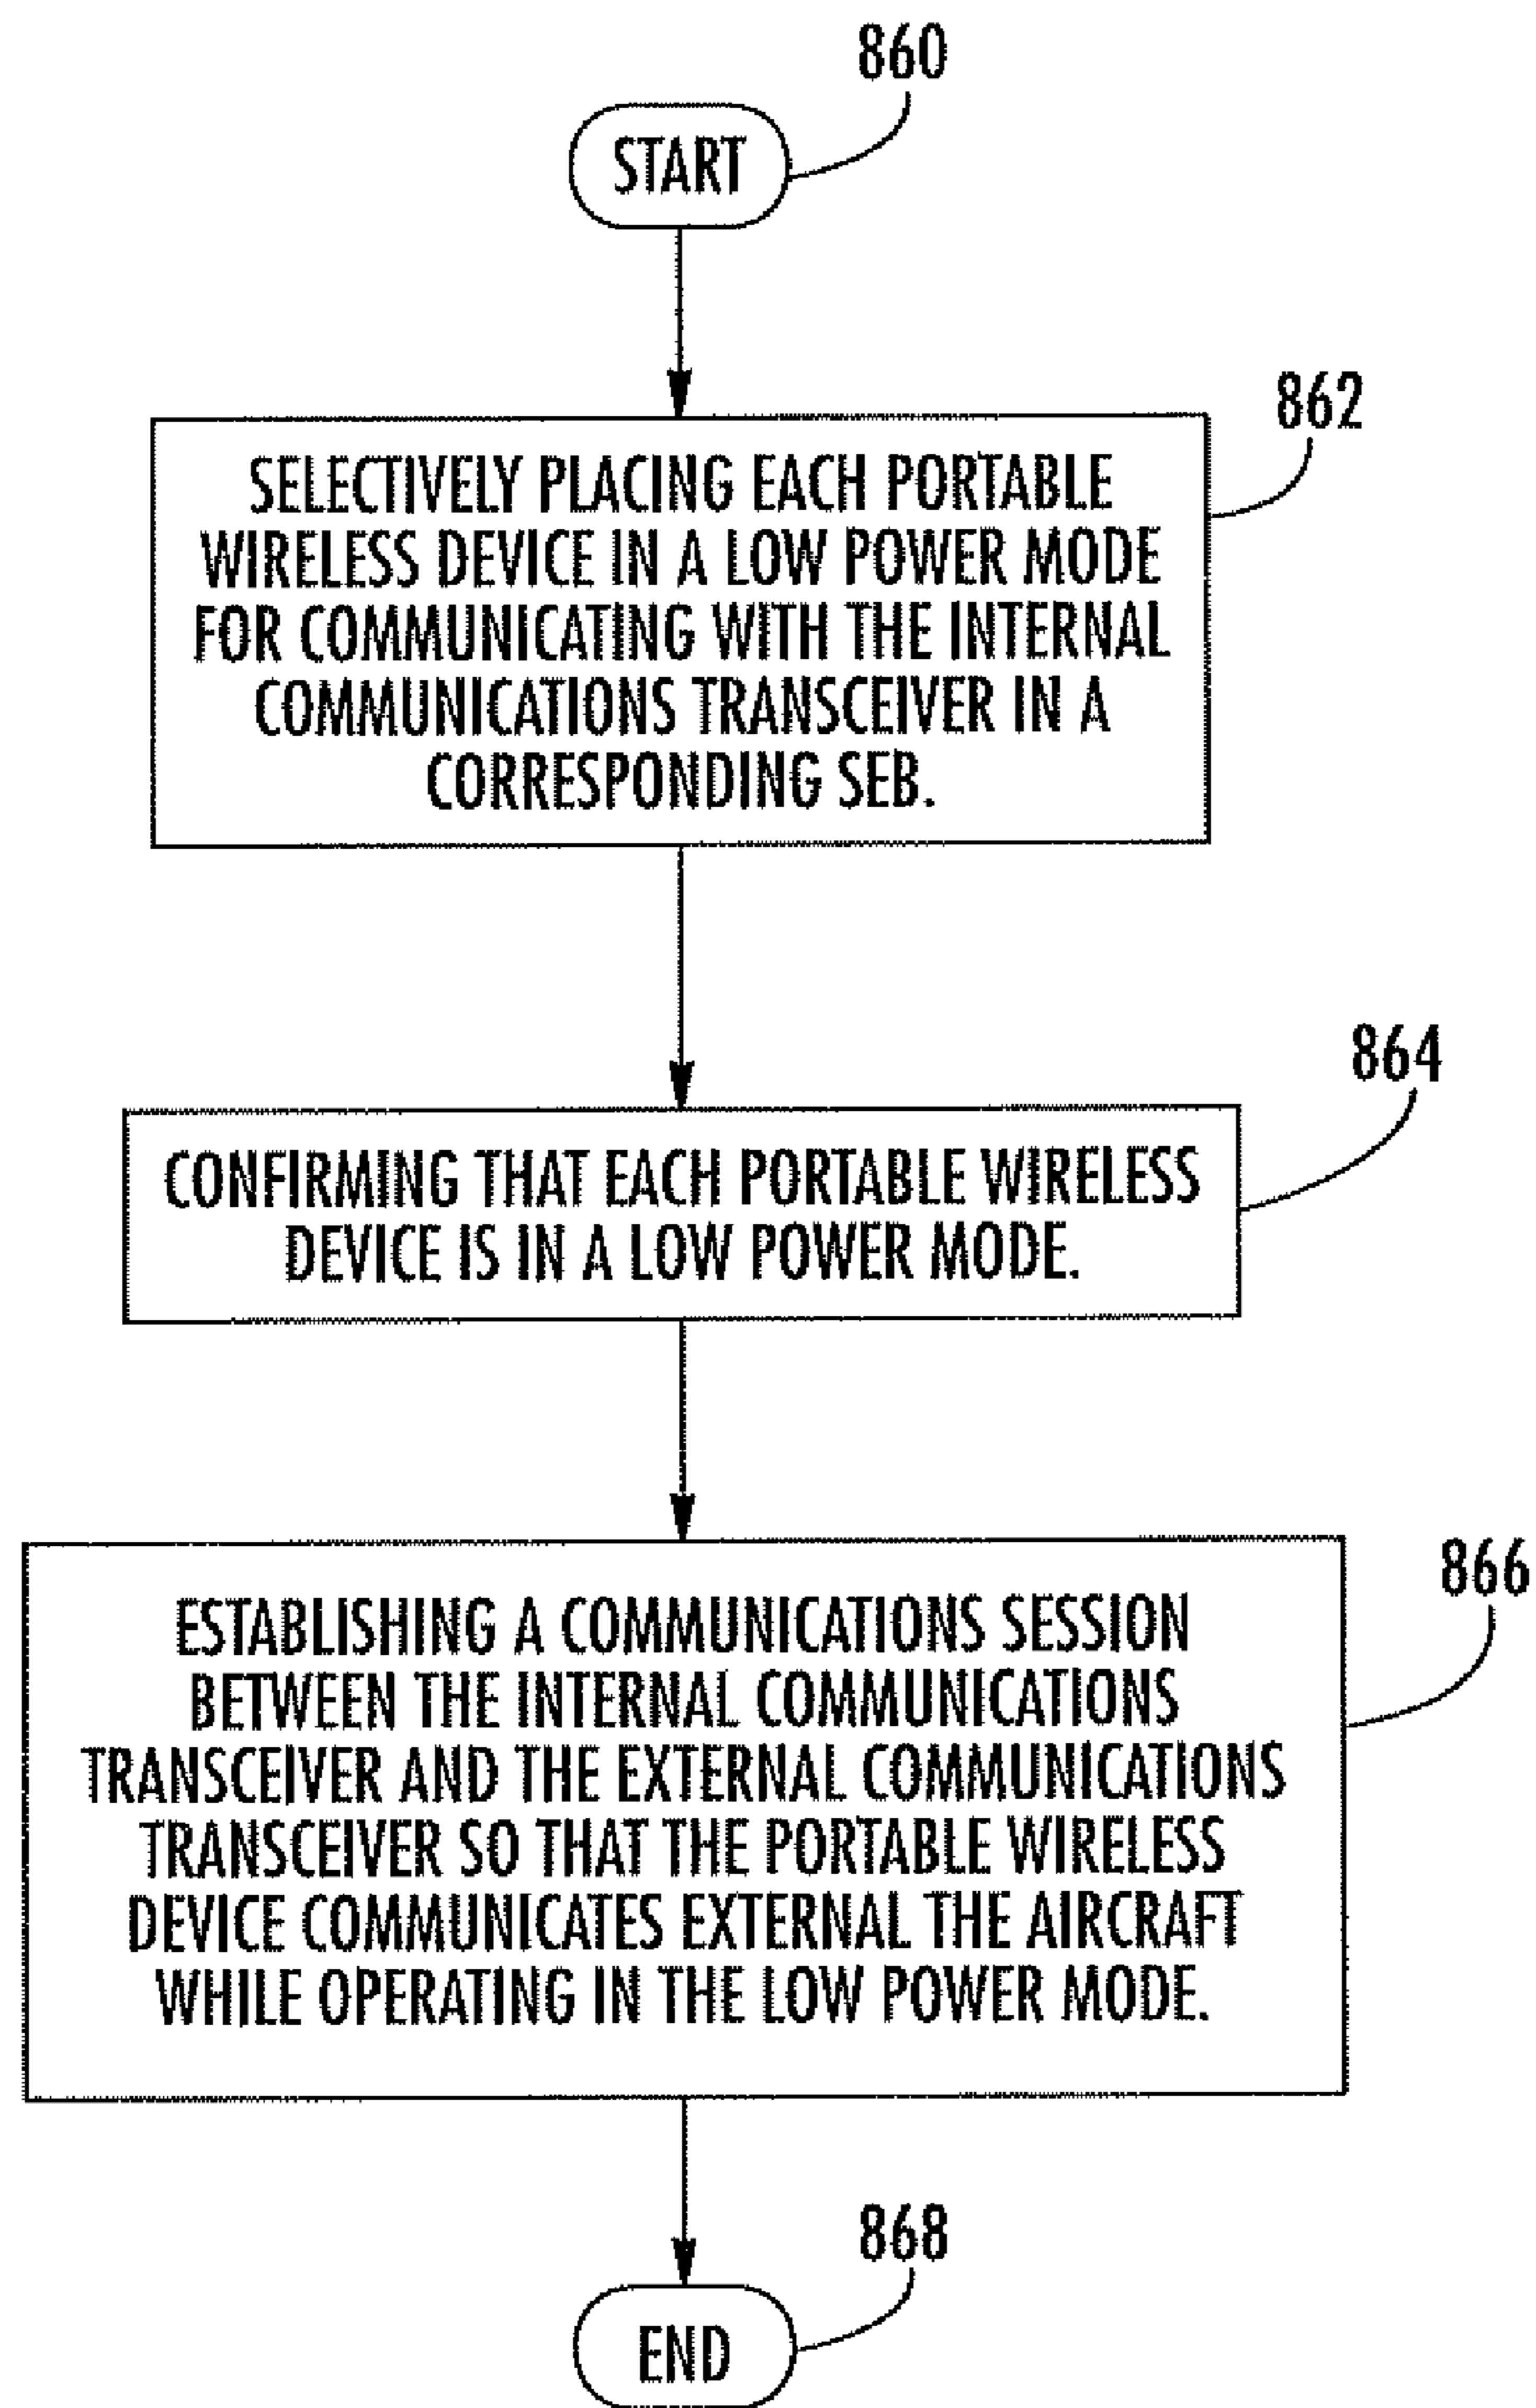 860
START
862
SELECTIVELY PLACING EACH PORTABLE
WIRELESS DEVICE IN A LOW POWER MODE
FOR COMMUNICATING WITH THE INTERNAL
COMMUNICATIONS TRANSCEIVER IN A
CORRESPONDING SEB.
864
CONFIRMING THAT EACH PORTABLE WIRELESS
DEVICE IS IN A LOW POWER MODE.
866
ESTABLISHING A COMMUNICATIONS SESSION
BETWEEN THE INTERNAL COMMUNICATIONS
TRANSCEIVER AND THE EXTERNAL COMMUNICATIONS
TRANSCEIVER SO THAT THE PORTABLE WIRELESS
DEVICE COMMUNICATES EXTERNAL THE AIRCRAFT
WHILE OPERATING IN THE LOW POWER MODE.
868
END